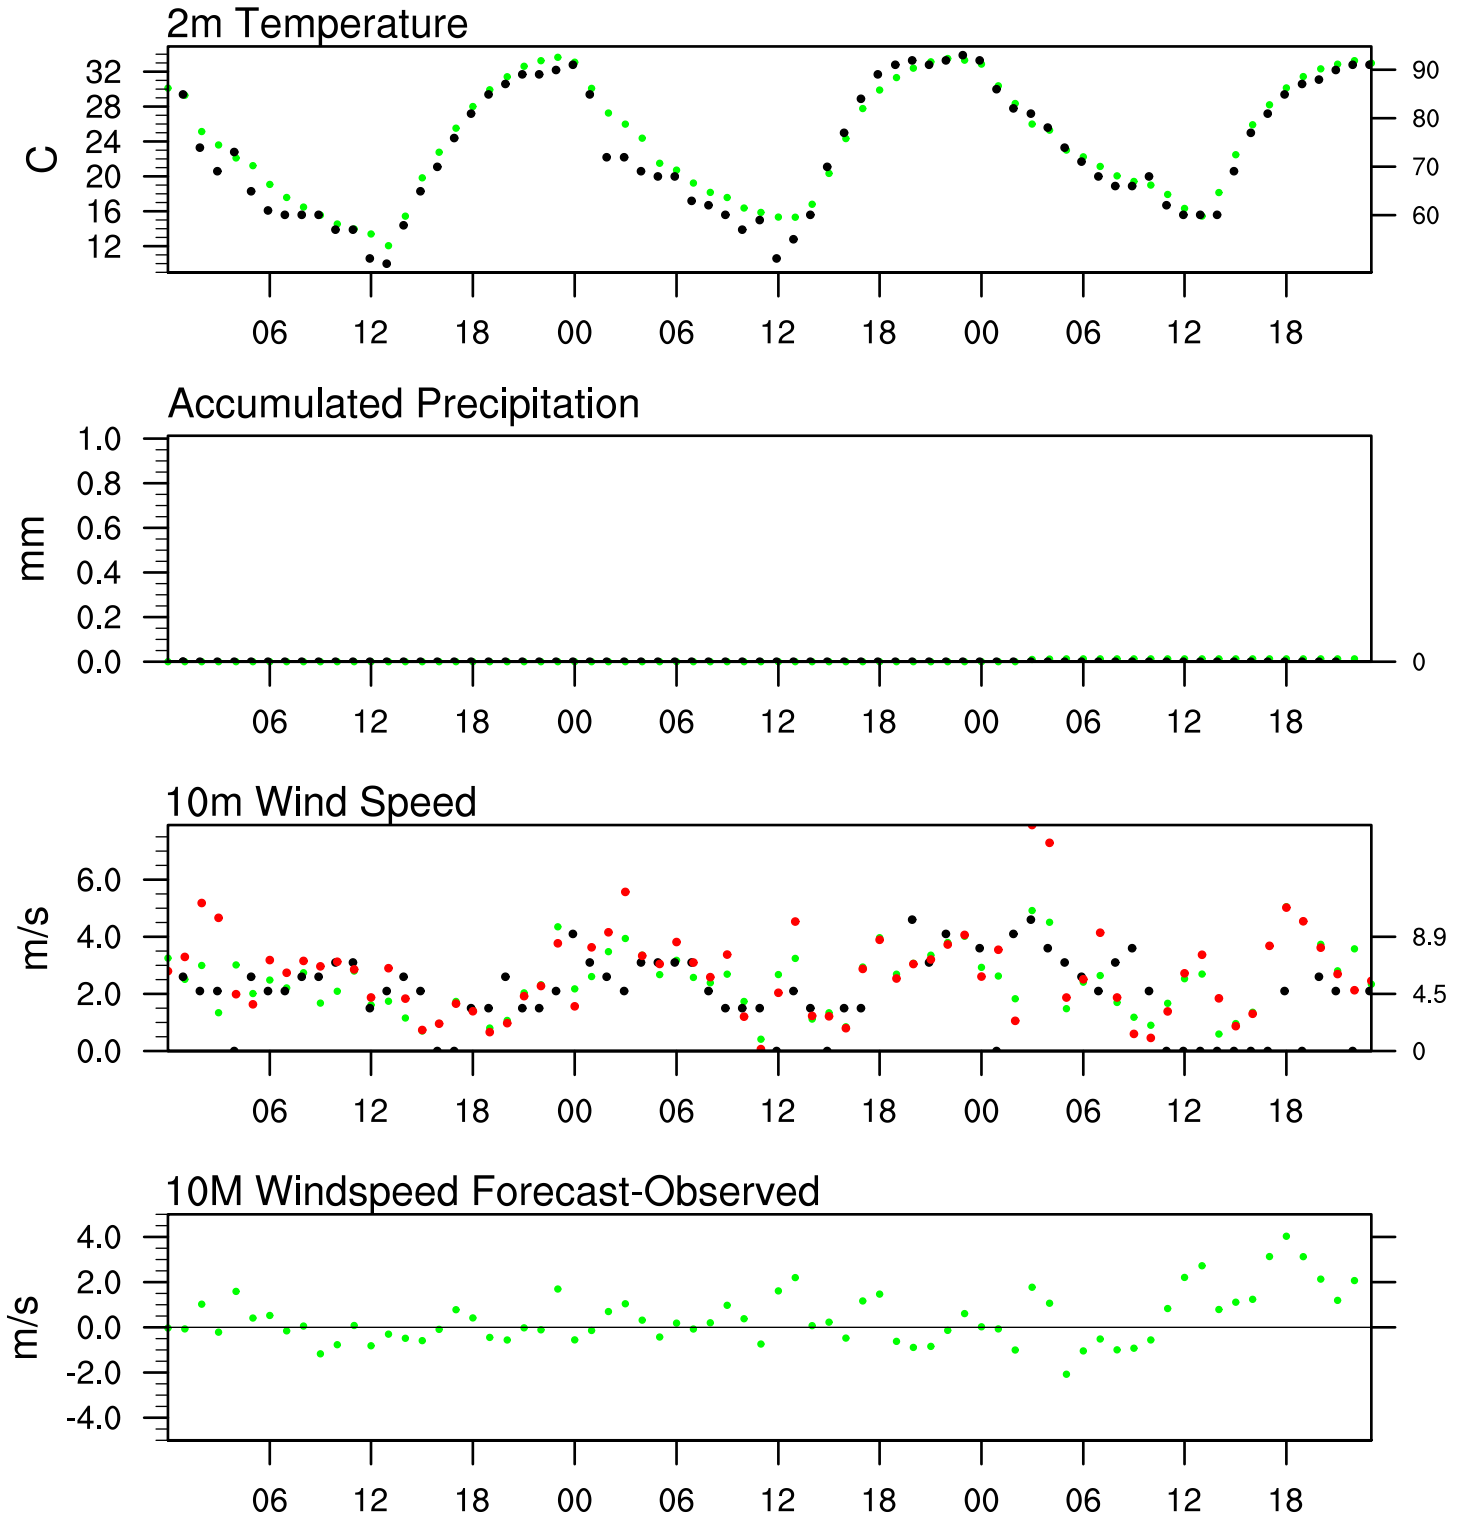 2m Temperature
32
28
24
20
16
12
C
90
80
70
60
06 12 18 00 06 12 18 00 06 12 18
Accumulated Precipitation
1.0
0.8
0.6
0.4
0.2
0.0
mm
0
06 12 18 00 06 12 18 00 06 12 18
10m Wind Speed
6.0
4.0
2.0
0.0
m/s
8.9
4.5
0
06 12 18 00 06 12 18 00 06 12 18
10M Windspeed Forecast-Observed
4.0
2.0
0.0
-2.0
-4.0
m/s
06 12 18 00 06 12 18 00 06 12 18